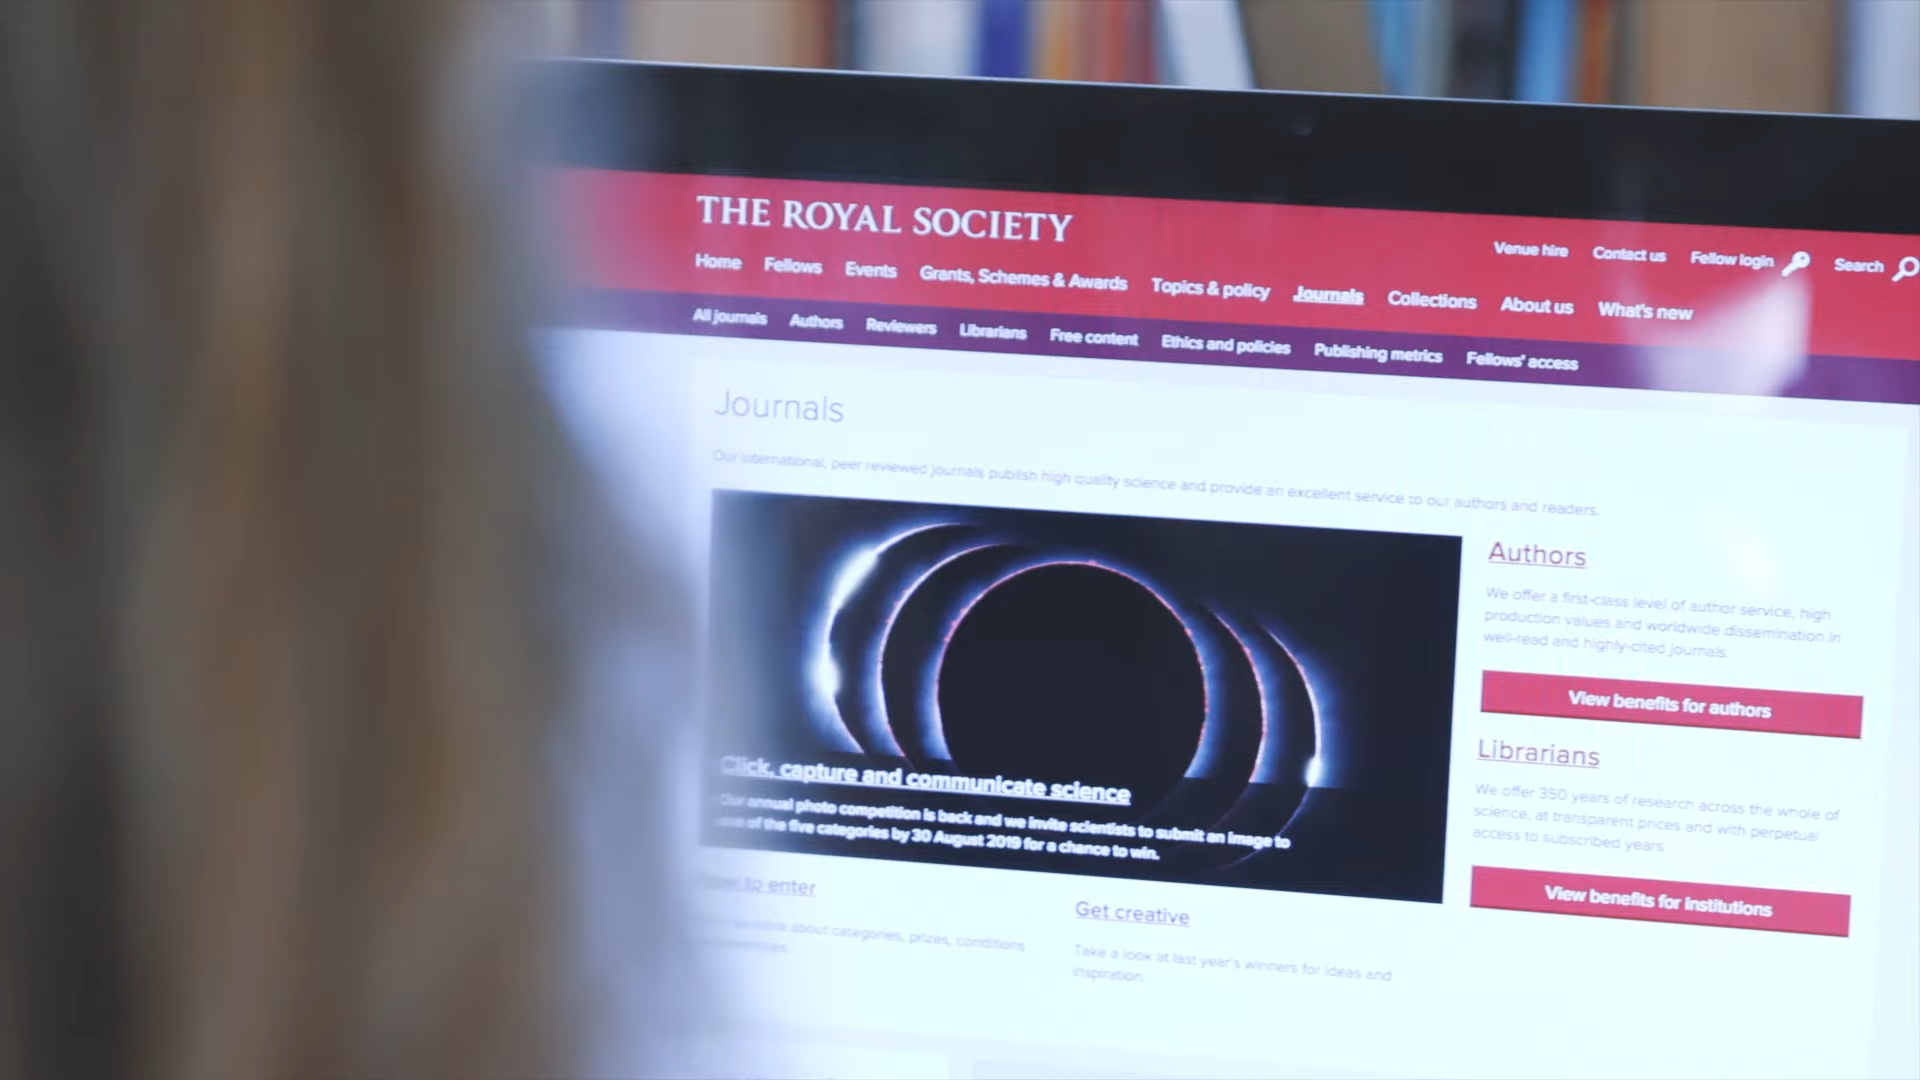 THE ROYAL SOCIETY
Venue hire Contact us Fellow login Search
Home Fellows Events Grants, Schemes & Awards Topics & policy Journals Collections About us What's new
All journals Authors Reviewers Librarians Free content Ethics and policies Publishing metrics Fellows' access
Journals
Our international, peer reviewed journals publish high quality science and provide an excellent service to our authors and readers.
Click, capture and communicate science
Our annual photo competition is back and we invite scientists to submit an image to
one of the five categories by 30 August 2019 for a chance to win.
to enter
about categories, prizes, conditions
Get creative
Take a look at last year's winners for ideas and
inspiration.
Authors
We offer a first-class level of author service, high
production values and worldwide dissemination in
well-read and highly-cited journals.
View benefits for authors
Librarians
We offer 350 years of research across the whole of
science, at transparent prices and with perpetual
access to subscribed years.
View benefits for institutions